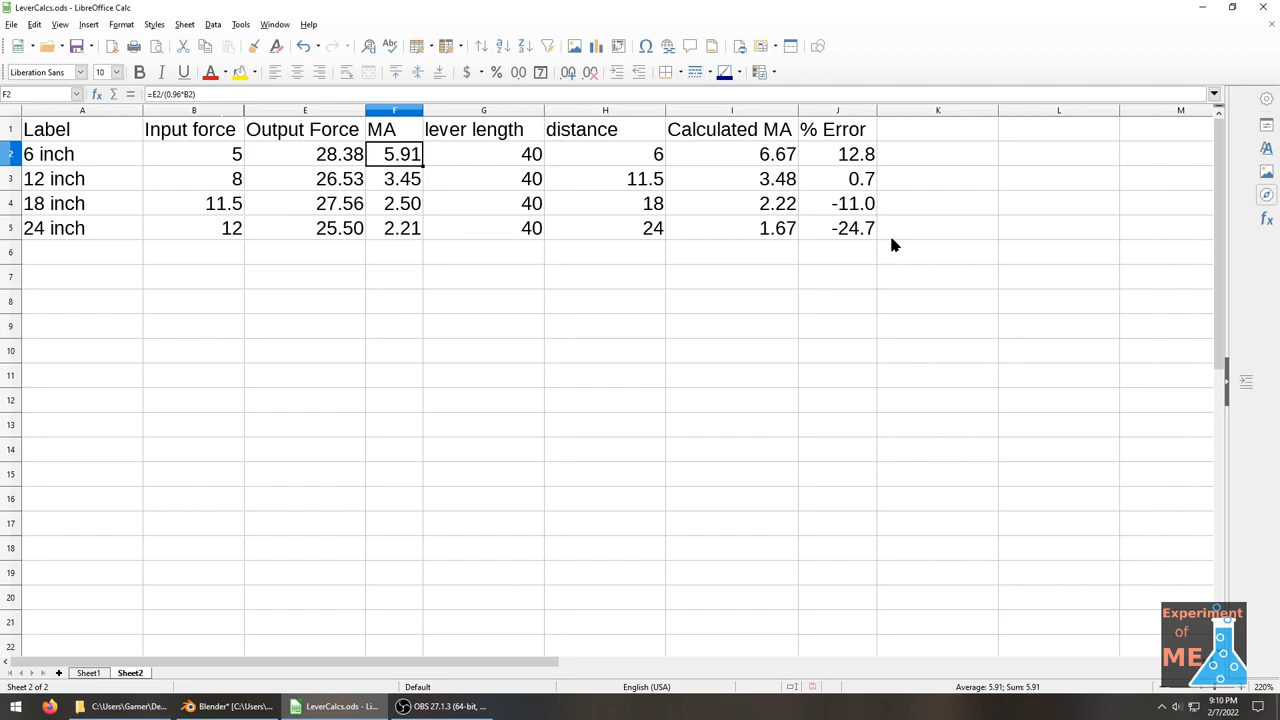 LeverCalcs.ods - LibreOffice Calc
File Edit View Insert Format Styles Sheet Data Tools Window Help
Liberation Sans 10
F2 =E2/(0.96*B2)
A B E F G H I J K L M
1 Label Input force Output Force MA lever length distance Calculated MA % Error
2 6 inch 5 28.38 5.91 40 6 6.67 12.8
3 12 inch 8 26.53 3.45 40 11.5 3.48 0.7
4 18 inch 11.5 27.56 2.50 40 18 2.22 -11.0
5 24 inch 12 25.50 2.21 40 24 1.67 -24.7
6
7
8
9
10
11
12
13
14
15
16
17
18
19
20
21
22
Experiment
of
ME
Sheet1 Sheet2
Sheet 2 of 2 Default English (USA) Average: 5.91; Sum: 5.91 220%
C:\Users\Gamer\De... Blender* [C:\Users\... LeverCalcs.ods - Li... OBS 27.1.3 (64-bit, ... 9:10 PM
2/7/2022